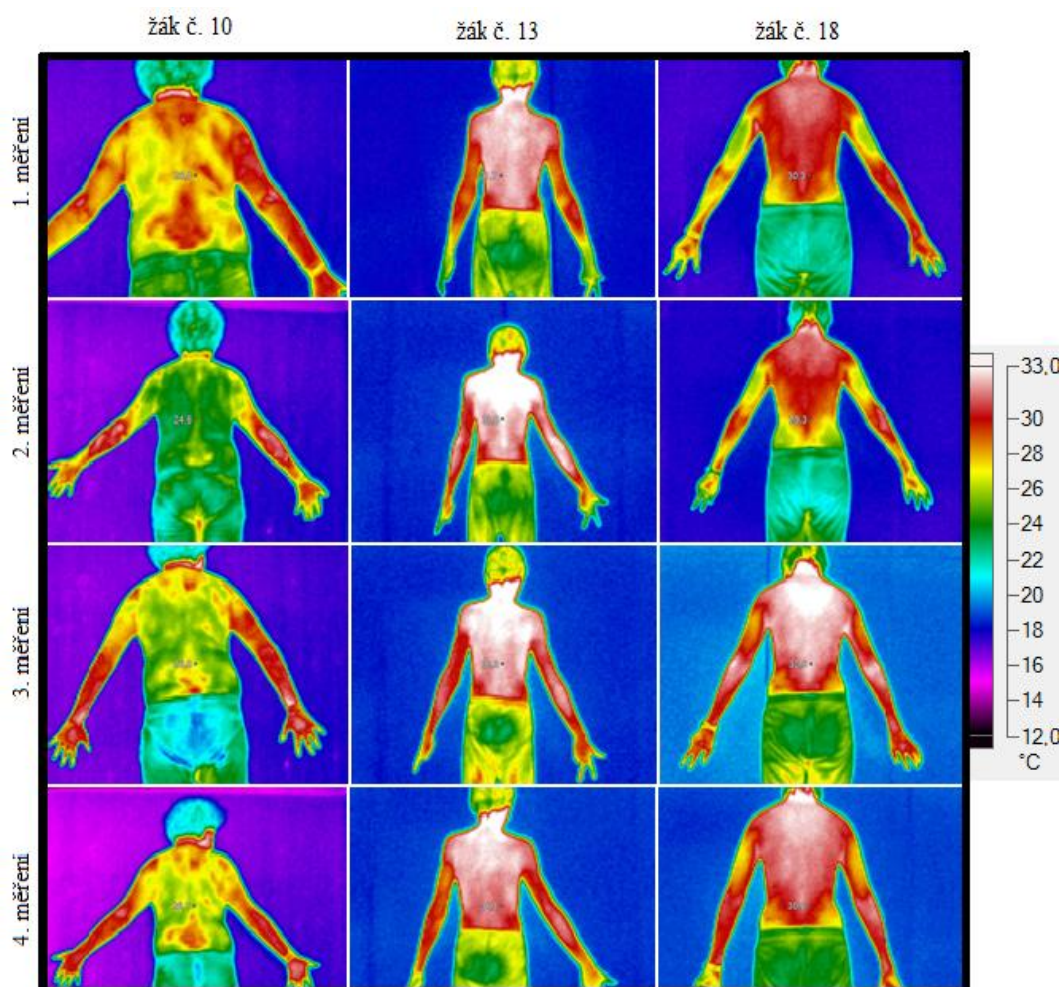 žák č. 10
žák č. 13
žák č. 18
1. měření
2. měření
24,8
3. měření
4. měření
33,0
30
28
26
24
22
20
18
16
14
12,0
°C